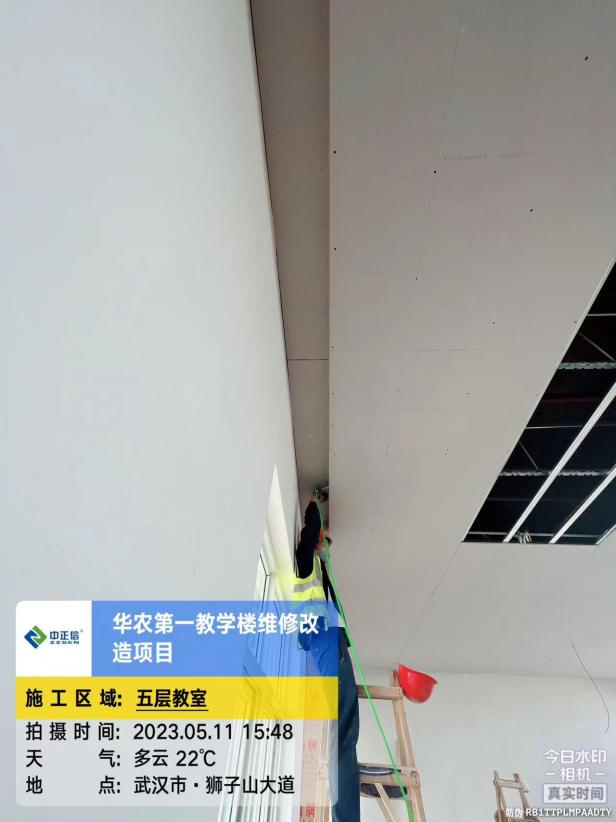 中正信®
ZZSEN
华农第一教学楼维修改
造项目
施工区域: 五层教室
拍摄时间: 2023.05.11 15:48
天气: 多云 22℃
地点: 武汉市·狮子山大道
今日水印
-相机-
真实时间
防伪 RB1TTPLMPAADTY